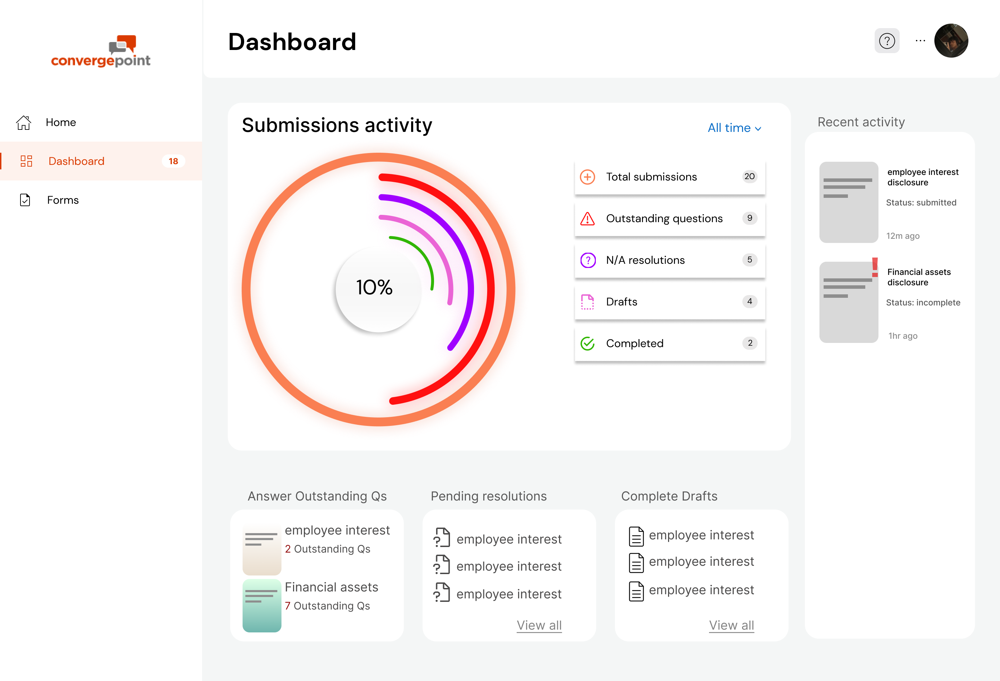 convergepoint
Home
Dashboard
18
Forms
Dashboard
?
...
Submissions activity
All time
10%
Total submissions
20
Outstanding questions
9
?
N/A resolutions
5
Drafts
4
Completed
2
Recent activity
employee interest
disclosure
Status: submitted
12m ago
!
Financial assets
disclosure
Status: incomplete
1hr ago
Answer Outstanding Qs
employee interest
2 Outstanding Qs
Financial assets
7 Outstanding Qs
Pending resolutions
? employee interest
? employee interest
? employee interest
View all
Complete Drafts
employee interest
employee interest
employee interest
View all